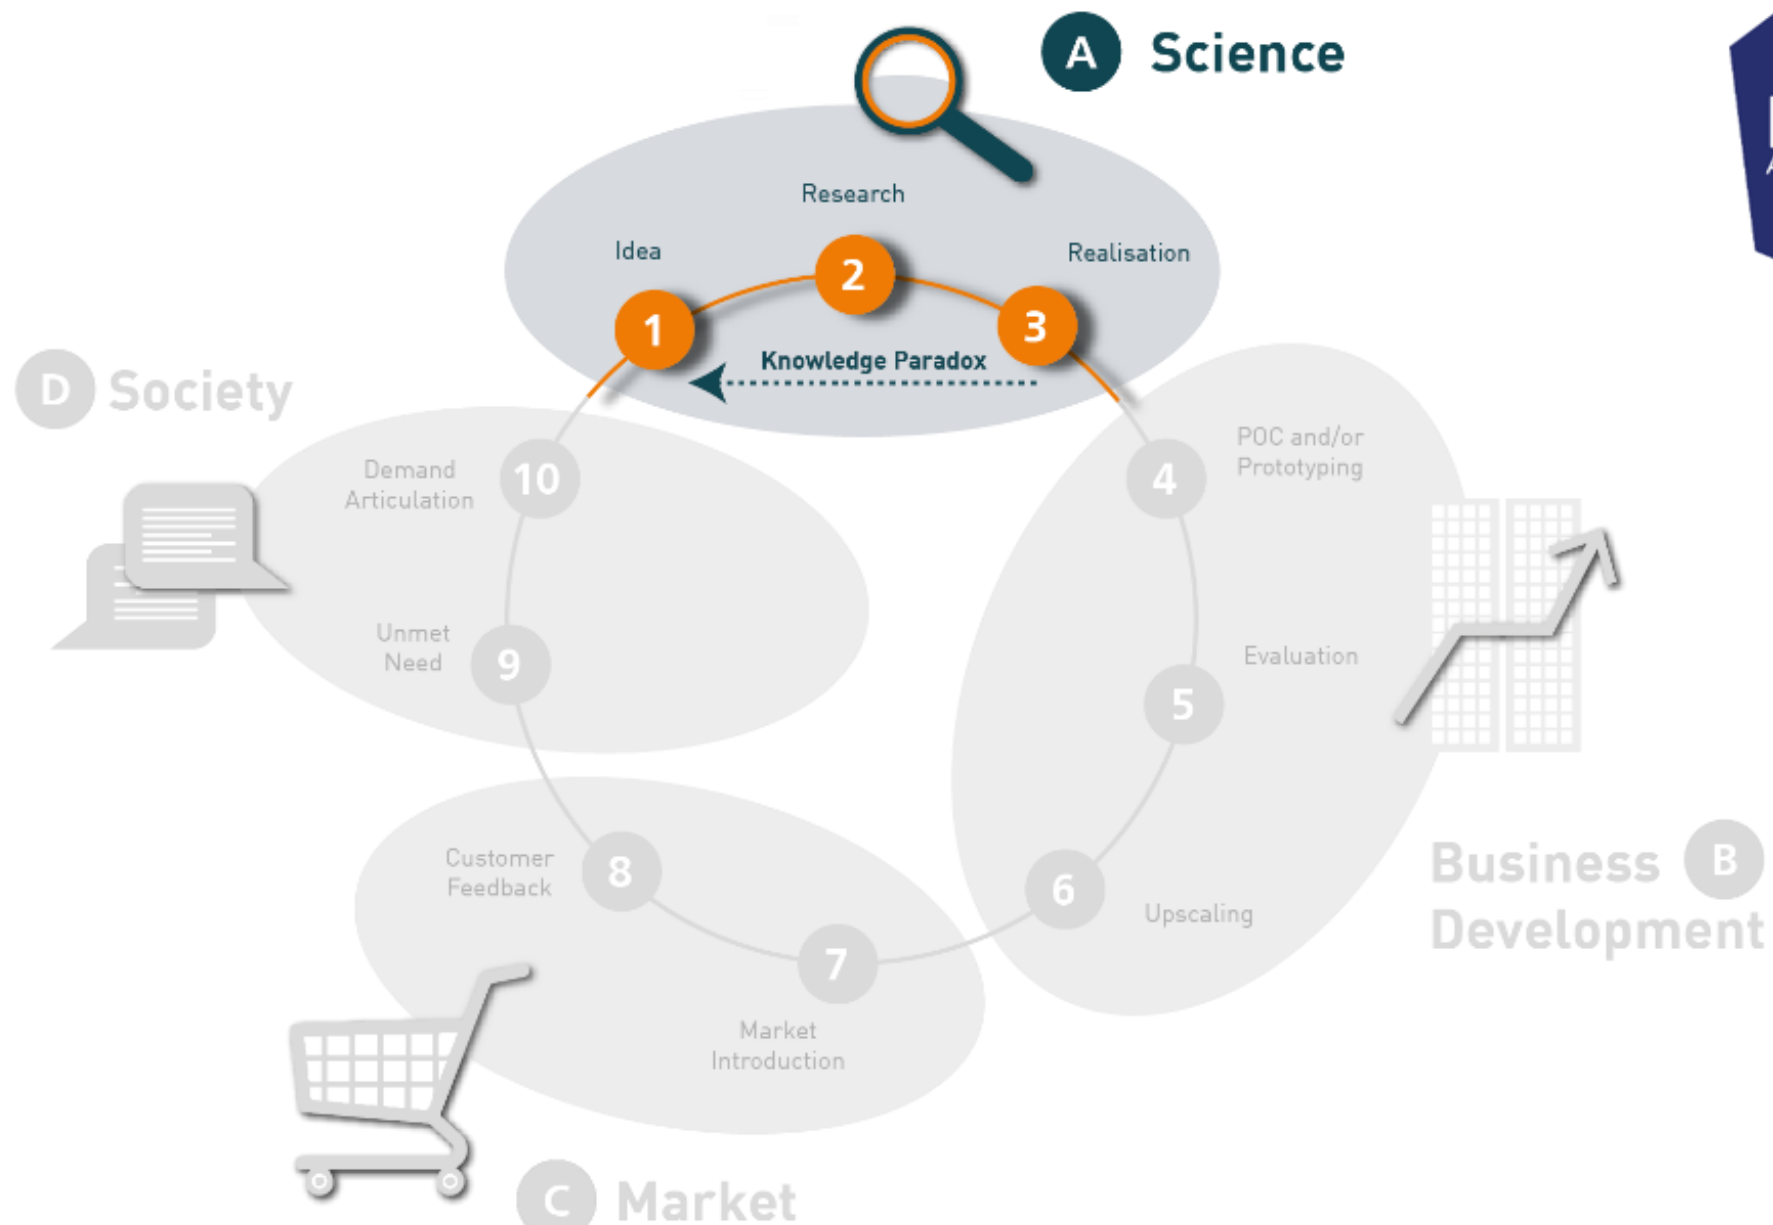 A Science
Research
Idea
Realisation
2
1
3
Knowledge Paradox
D Society
POC and/or
Prototyping
4
Demand
Articulation
10
Unmet
Need
9
Evaluation
5
Customer
Feedback
8
Business B
Development
6
Upscaling
7
Market
Introduction
C Market